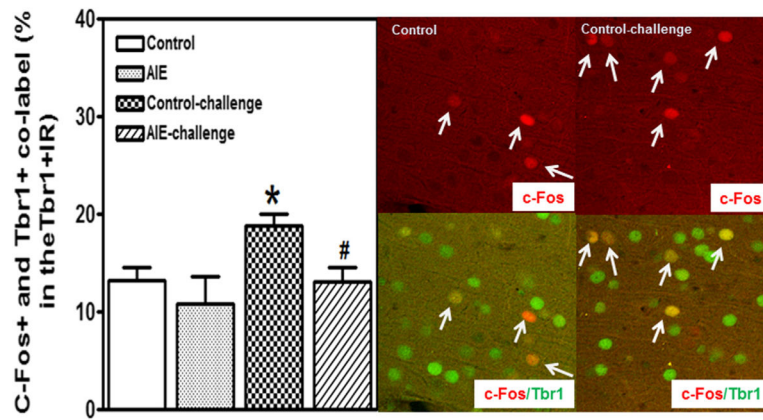 C-Fos+ and Tbr1+ co-label (%
in theTbr1+IR)
40
30
20
10
0
Control
AIE
Control-challenge
AIE-challenge
*
#
Control
Control-challenge
c-Fos
c-Fos
c-Fos/Tbr1
c-Fos/Tbr1